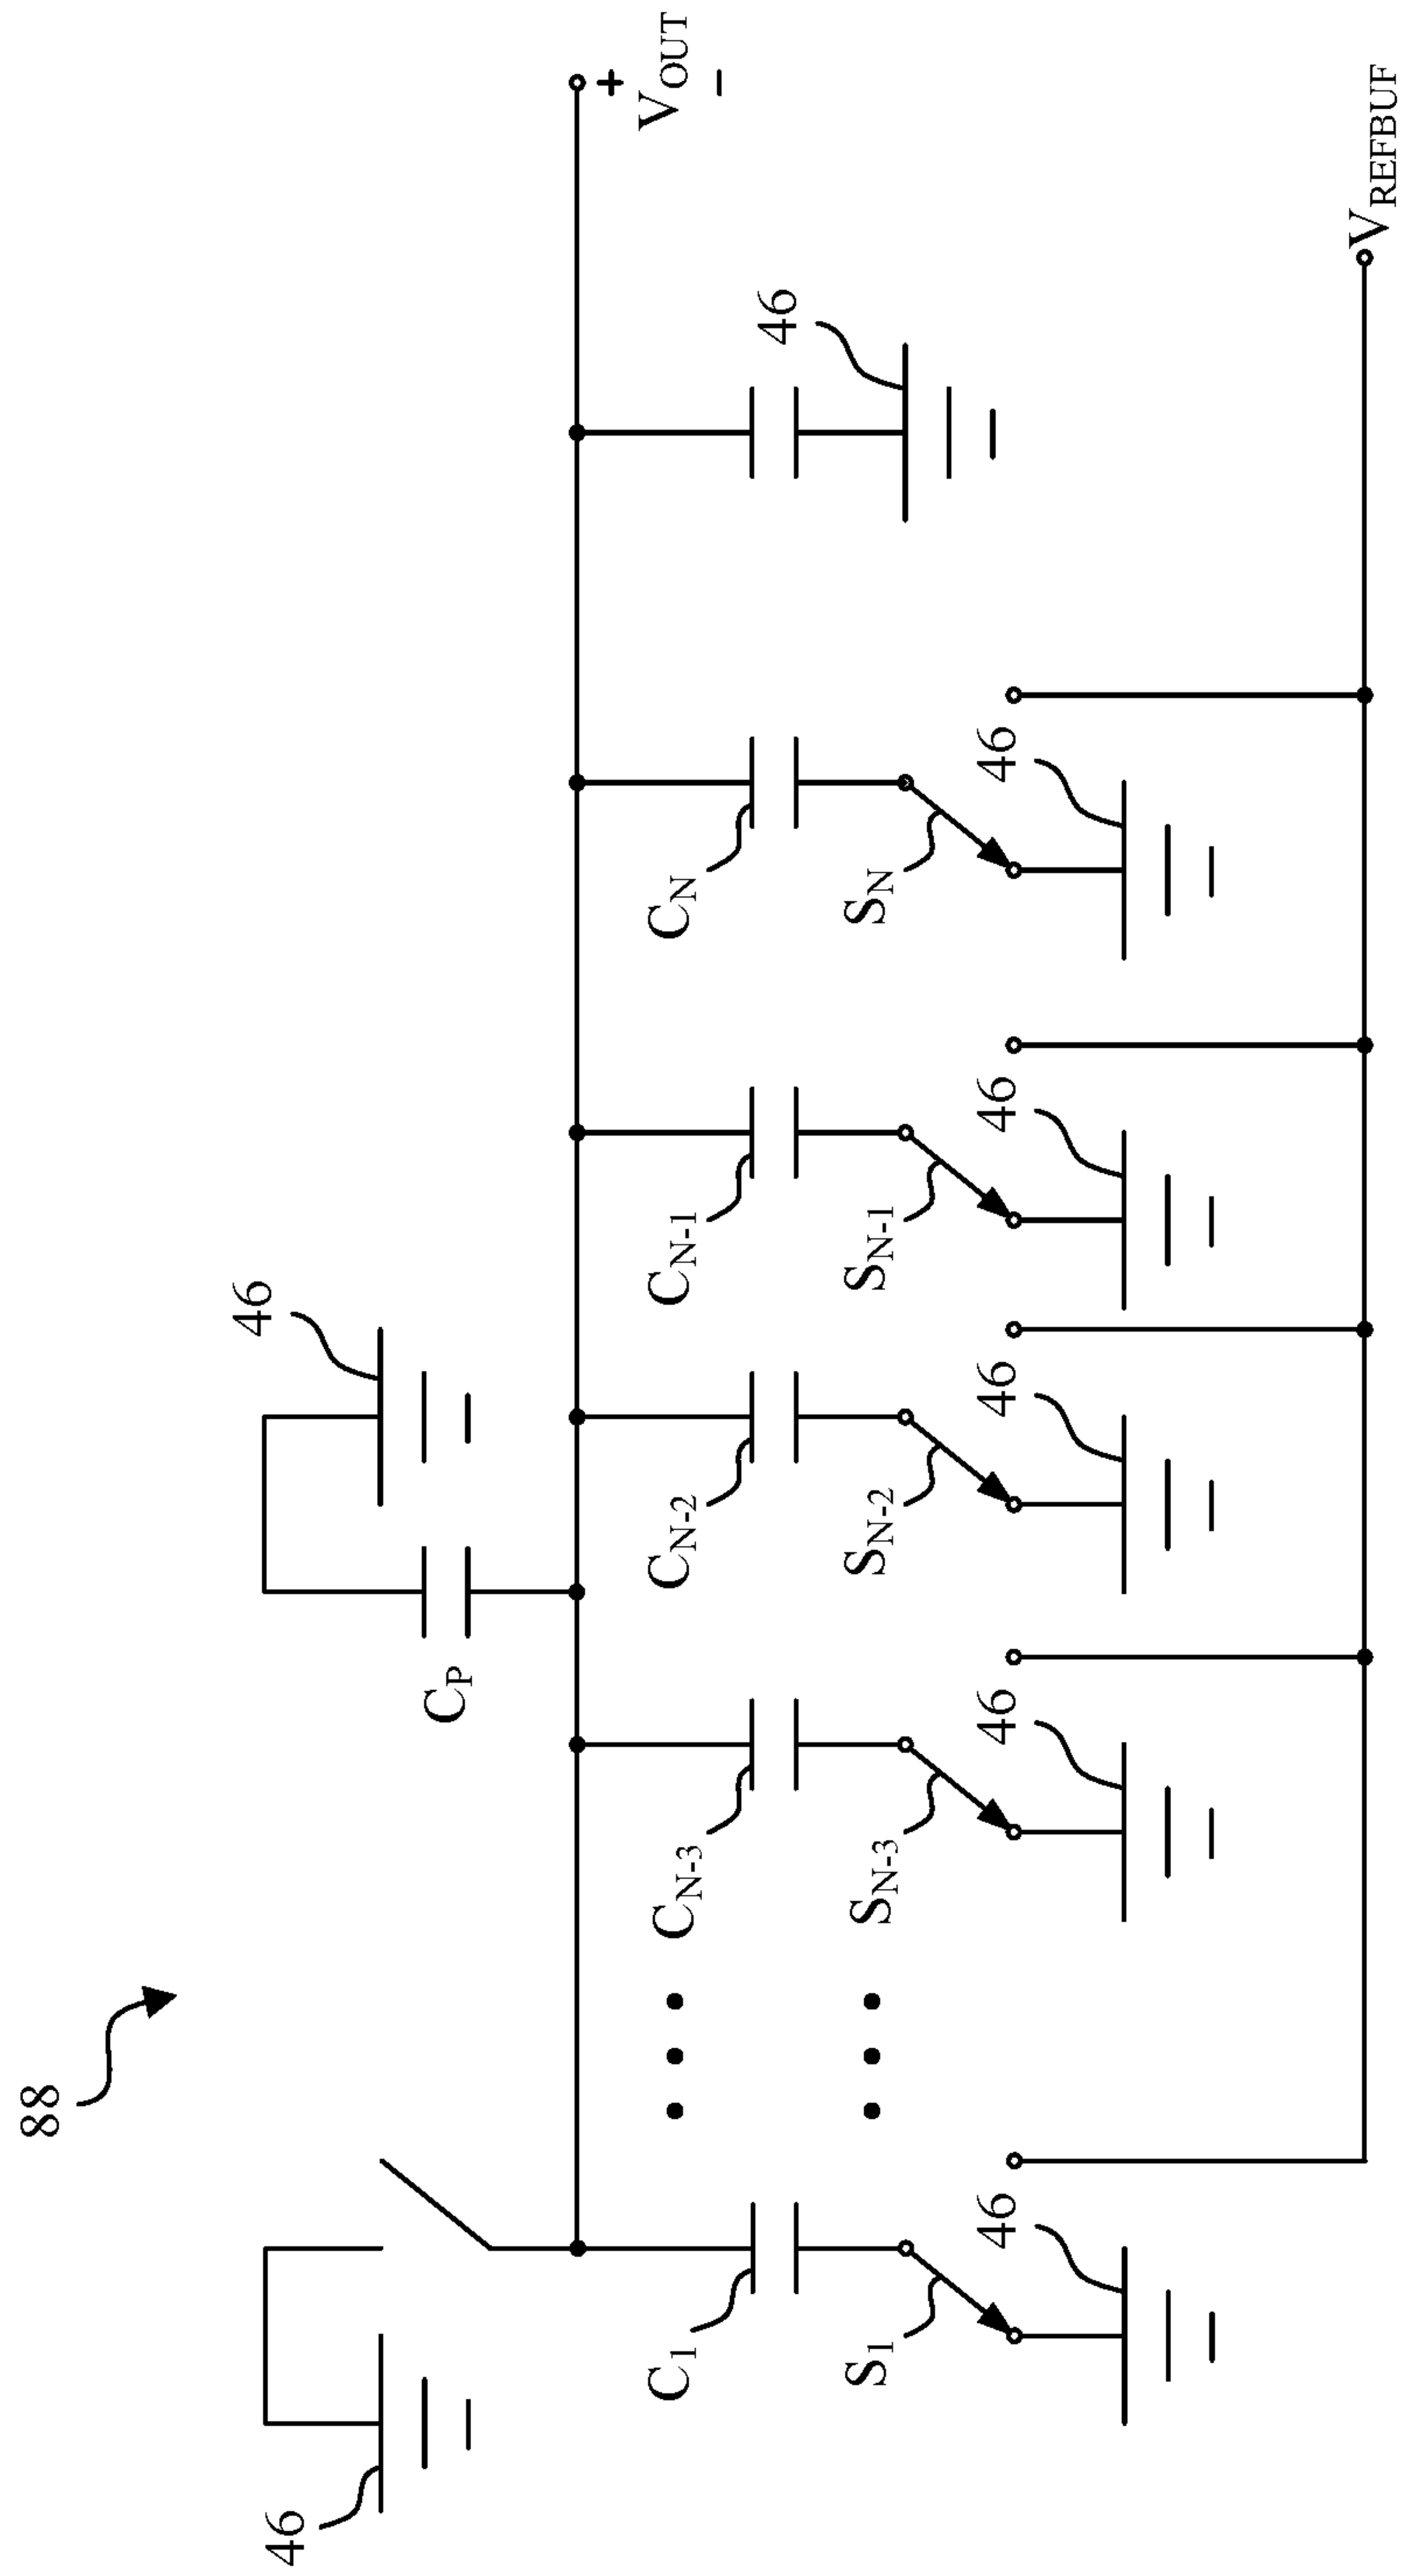 88
46
46
C_P
+
V_OUT
−
C_1
C_N-3
C_N-2
C_N-1
C_N
46
S_1
S_N-3
S_N-2
S_N-1
S_N
46
46
46
46
46
V_REFBUF